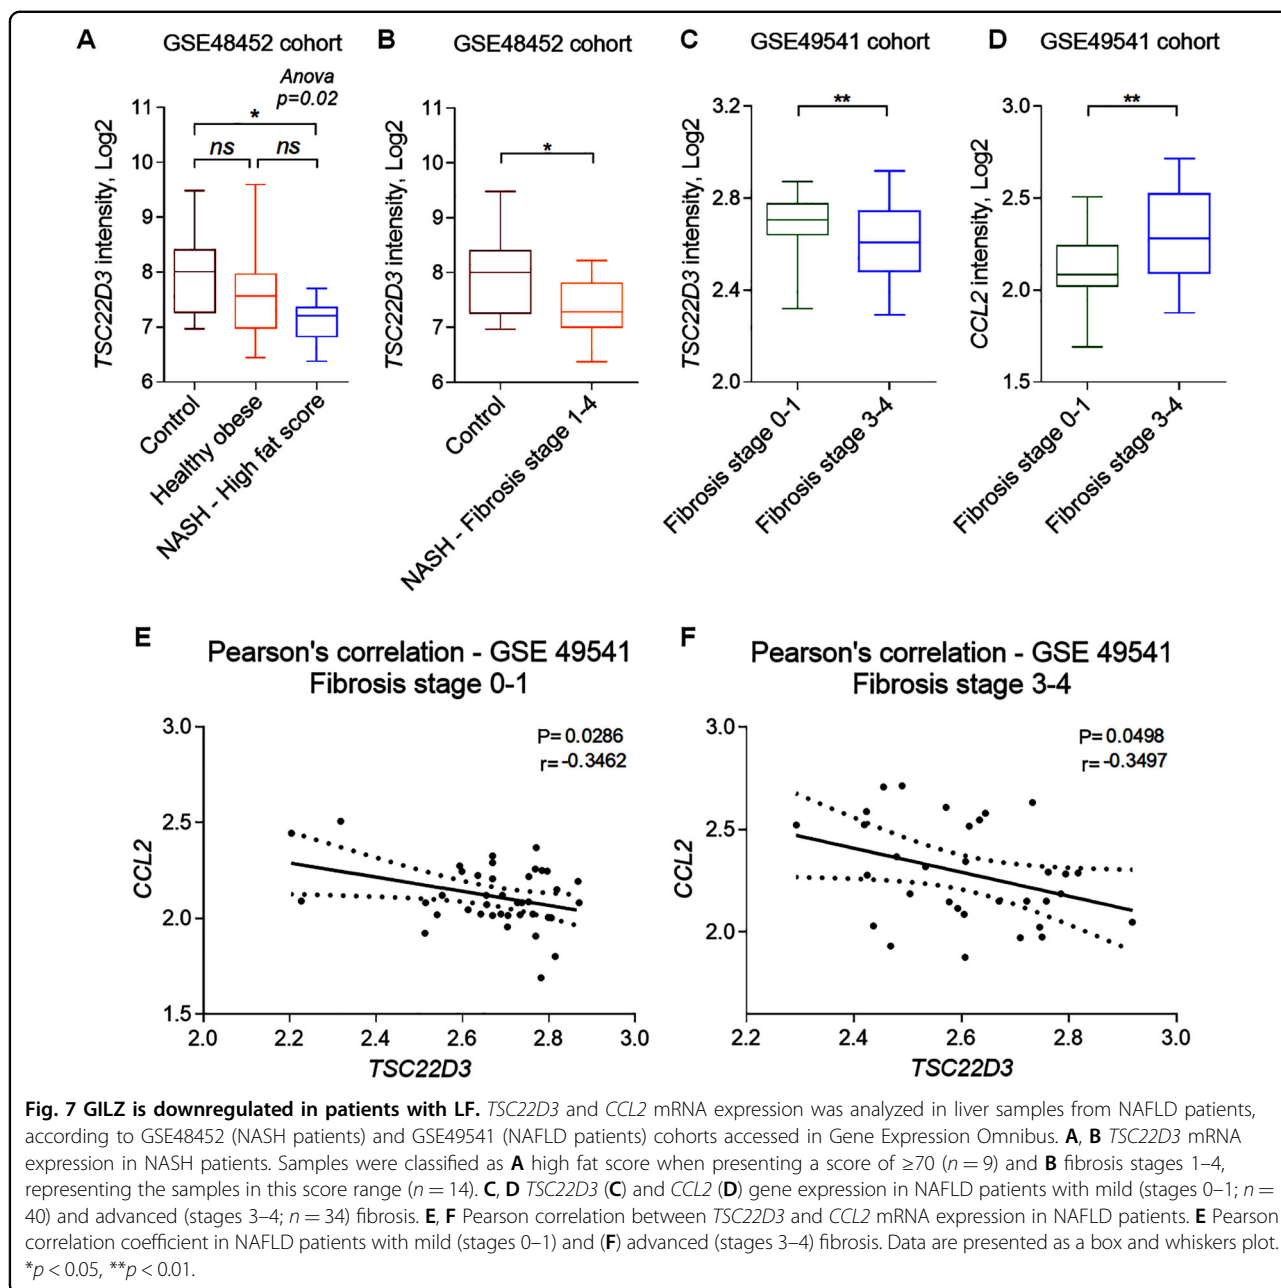 A GSE48452 cohort
Anova
p=0.02
*
ns ns
11
10
9
8
7
6
TSC22D3 intensity, Log2
Control
Healthy obese
NASH - High fat score
B GSE48452 cohort
*
11
10
9
8
7
6
TSC22D3 intensity, Log2
Control
NASH - Fibrosis stage 1-4
C GSE49541 cohort
**
3.2
2.8
2.4
2.0
TSC22D3 intensity, Log2
Fibrosis stage 0-1
Fibrosis stage 3-4
D GSE49541 cohort
**
3.0
2.5
2.0
1.5
CCL2 intensity, Log2
Fibrosis stage 0-1
Fibrosis stage 3-4
E
Pearson's correlation - GSE 49541
Fibrosis stage 0-1
P= 0.0286
r= -0.3462
3.0
2.5
2.0
1.5
CCL2
2.0 2.2 2.4 2.6 2.8 3.0
TSC22D3
F
Pearson's correlation - GSE 49541
Fibrosis stage 3-4
P= 0.0498
r= -0.3497
3.0
2.5
2.0
CCL2
2.2 2.4 2.6 2.8 3.0
TSC22D3
Fig. 7 GILZ is downregulated in patients with LF. TSC22D3 and CCL2 mRNA expression was analyzed in liver samples from NAFLD patients,
according to GSE48452 (NASH patients) and GSE49541 (NAFLD patients) cohorts accessed in Gene Expression Omnibus. A, B TSC22D3 mRNA
expression in NASH patients. Samples were classified as A high fat score when presenting a score of ≥70 (n = 9) and B fibrosis stages 1–4,
representing the samples in this score range (n = 14). C, D TSC22D3 (C) and CCL2 (D) gene expression in NAFLD patients with mild (stages 0–1; n =
40) and advanced (stages 3–4; n = 34) fibrosis. E, F Pearson correlation between TSC22D3 and CCL2 mRNA expression in NAFLD patients. E Pearson
correlation coefficient in NAFLD patients with mild (stages 0–1) and (F) advanced (stages 3–4) fibrosis. Data are presented as a box and whiskers plot.
*p < 0.05, **p < 0.01.